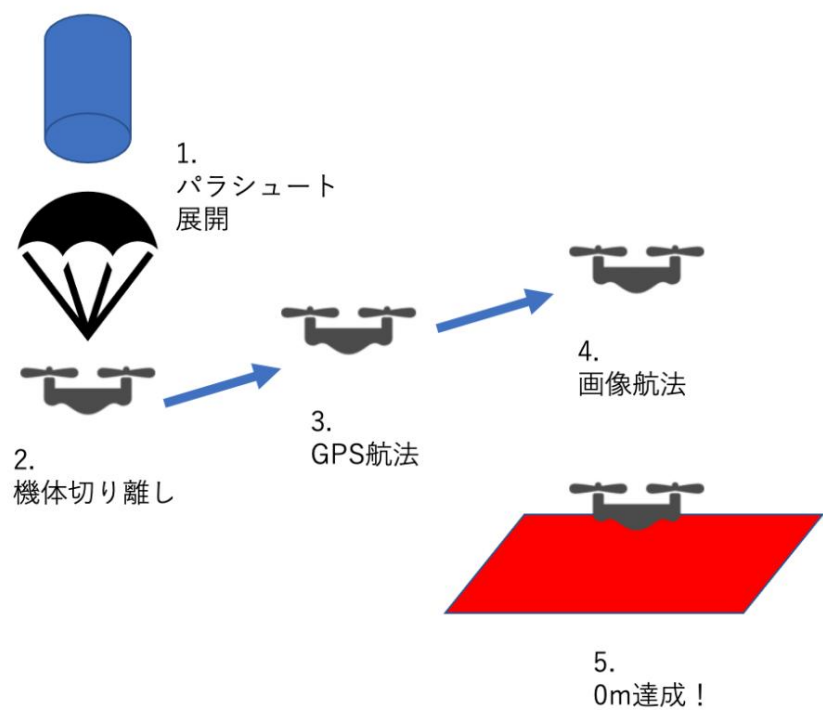 1.
パラシュート
展開
2.
機体切り離し
3.
GPS航法
4.
画像航法
5.
0m達成！